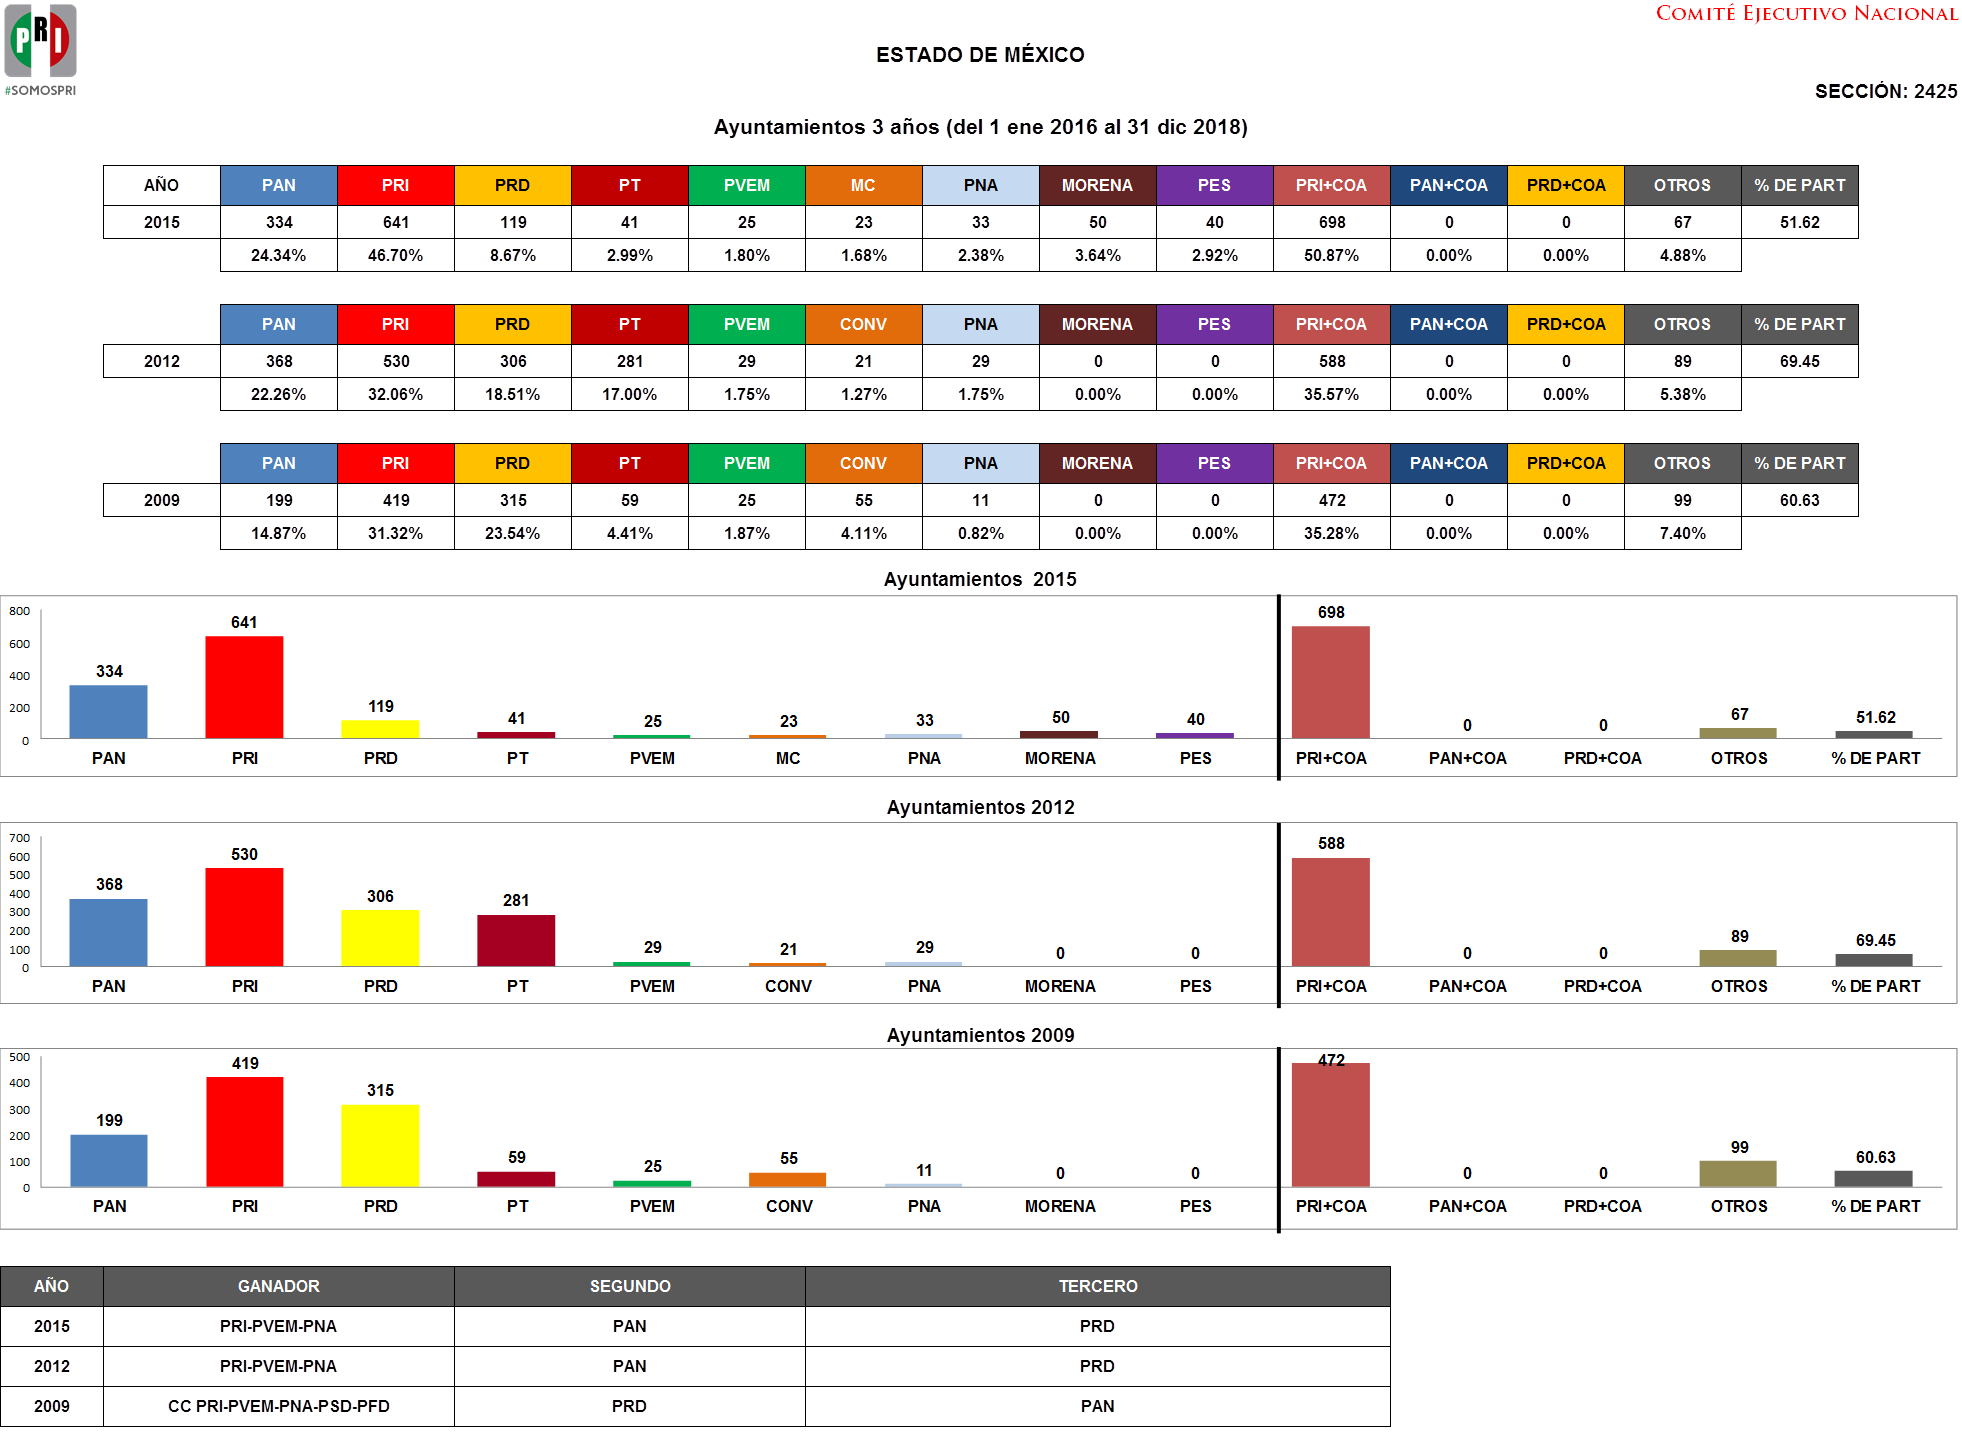 PRI
#SOMOSPRI
COMITÉ EJECUTIVO NACIONAL
ESTADO DE MÉXICO
SECCIÓN: 2425
Ayuntamientos 3 años (del 1 ene 2016 al 31 dic 2018)
AÑO PAN PRI PRD PT PVEM MC PNA MORENA PES PRI+COA PAN+COA PRD+COA OTROS % DE PART
2015 334 641 119 41 25 23 33 50 40 698 0 0 67 51.62
24.34% 46.70% 8.67% 2.99% 1.80% 1.68% 2.38% 3.64% 2.92% 50.87% 0.00% 0.00% 4.88%
PAN PRI PRD PT PVEM CONV PNA MORENA PES PRI+COA PAN+COA PRD+COA OTROS % DE PART
2012 368 530 306 281 29 21 29 0 0 588 0 0 89 69.45
22.26% 32.06% 18.51% 17.00% 1.75% 1.27% 1.75% 0.00% 0.00% 35.57% 0.00% 0.00% 5.38%
PAN PRI PRD PT PVEM CONV PNA MORENA PES PRI+COA PAN+COA PRD+COA OTROS % DE PART
2009 199 419 315 59 25 55 11 0 0 472 0 0 99 60.63
14.87% 31.32% 23.54% 4.41% 1.87% 4.11% 0.82% 0.00% 0.00% 35.28% 0.00% 0.00% 7.40%
Ayuntamientos 2015
800
600
400
200
0
334 641 119 41 25 23 33 50 40 698 0 0 67 51.62
PAN PRI PRD PT PVEM MC PNA MORENA PES PRI+COA PAN+COA PRD+COA OTROS % DE PART
Ayuntamientos 2012
700
600
500
400
300
200
100
0
368 530 306 281 29 21 29 0 0 588 0 0 89 69.45
PAN PRI PRD PT PVEM CONV PNA MORENA PES PRI+COA PAN+COA PRD+COA OTROS % DE PART
Ayuntamientos 2009
500
400
300
200
100
0
199 419 315 59 25 55 11 0 0 472 0 0 99 60.63
PAN PRI PRD PT PVEM CONV PNA MORENA PES PRI+COA PAN+COA PRD+COA OTROS % DE PART
AÑO GANADOR SEGUNDO TERCERO
2015 PRI-PVEM-PNA PAN PRD
2012 PRI-PVEM-PNA PAN PRD
2009 CC PRI-PVEM-PNA-PSD-PFD PRD PAN